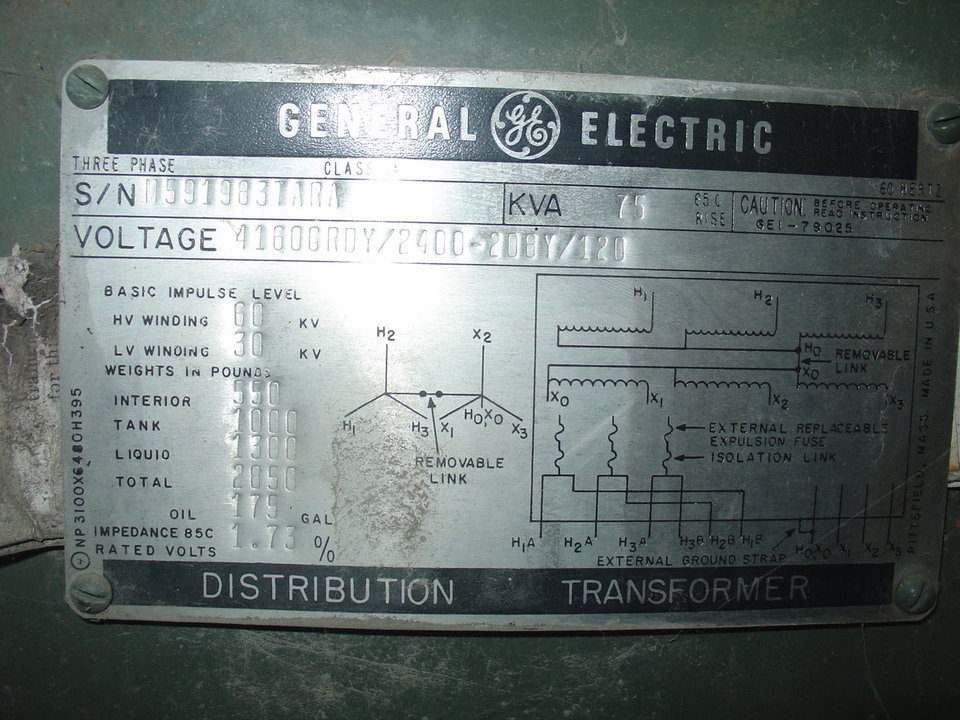 GENERAL GE ELECTRIC
THREE PHASE CLASS A 60 HERTZ
S/N D591983TARA KVA 75 65 C RISE CAUTION: BEFORE OPERATING READ INSTRUCTION GEI-79025
VOLTAGE 4160GRDY/2400-208Y/120
BASIC IMPULSE LEVEL
HV WINDING 60 KV
LV WINDING 30 KV
WEIGHTS IN POUNDS
INTERIOR 550
TANK 1000
LIQUID 1300
TOTAL 2850
OIL 175 GAL
IMPEDANCE 85C 1.73 %
RATED VOLTS
NP3100X6480H395
H2 X2
H1 H3 X1 H0,X0 X3
REMOVABLE
LINK
H1 H2 H3
H0
REMOVABLE
LINK
X0
X0 X1 X2 X3
EXTERNAL REPLACEABLE
EXPULSION FUSE
ISOLATION LINK
H1A H2A H3A H3B H2B H1B H0,X0 X1 X2 X3
EXTERNAL GROUND STRAP
PITTSFIELD, MASS MADE IN U.S.A
DISTRIBUTION TRANSFORMER
for th